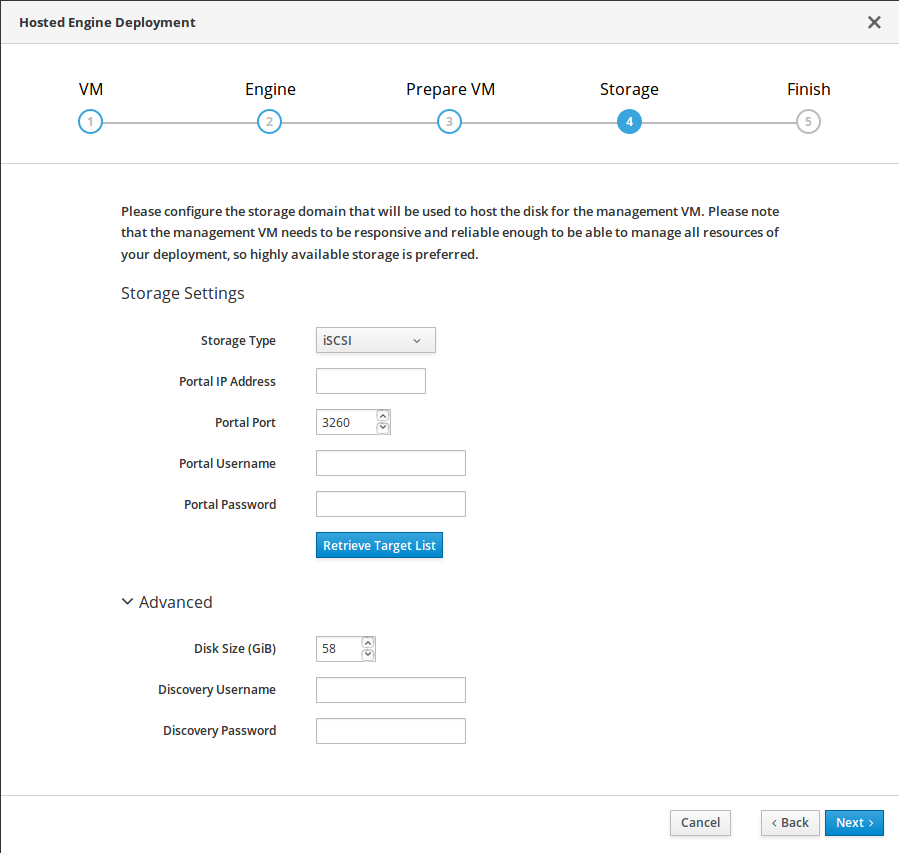 Hosted Engine Deployment
VM
Engine
Prepare VM
Storage
Finish
1
2
3
4
5
Please configure the storage domain that will be used to host the disk for the management VM. Please note
that the management VM needs to be responsive and reliable enough to be able to manage all resources of
your deployment, so highly available storage is preferred.
Storage Settings
Storage Type
iSCSI
Portal IP Address
Portal Port
3260
Portal Username
Portal Password
Retrieve Target List
Advanced
Disk Size (GiB)
58
Discovery Username
Discovery Password
Cancel
‹ Back
Next ›